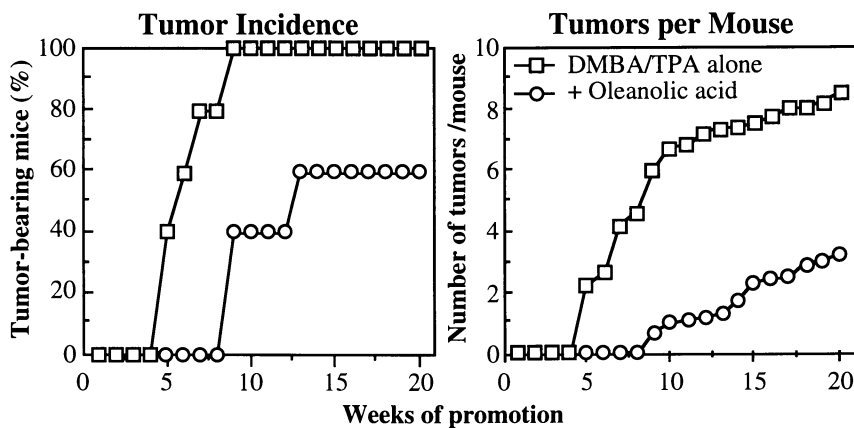 Tumor Incidence
Tumors per Mouse
Tumor-bearing mice (%)
100
80
60
40
20
0
0 5 10 15 20
Number of tumors /mouse
10
8
6
4
2
0
0 5 10 15 20
DMBA/TPA alone
+ Oleanolic acid
Weeks of promotion